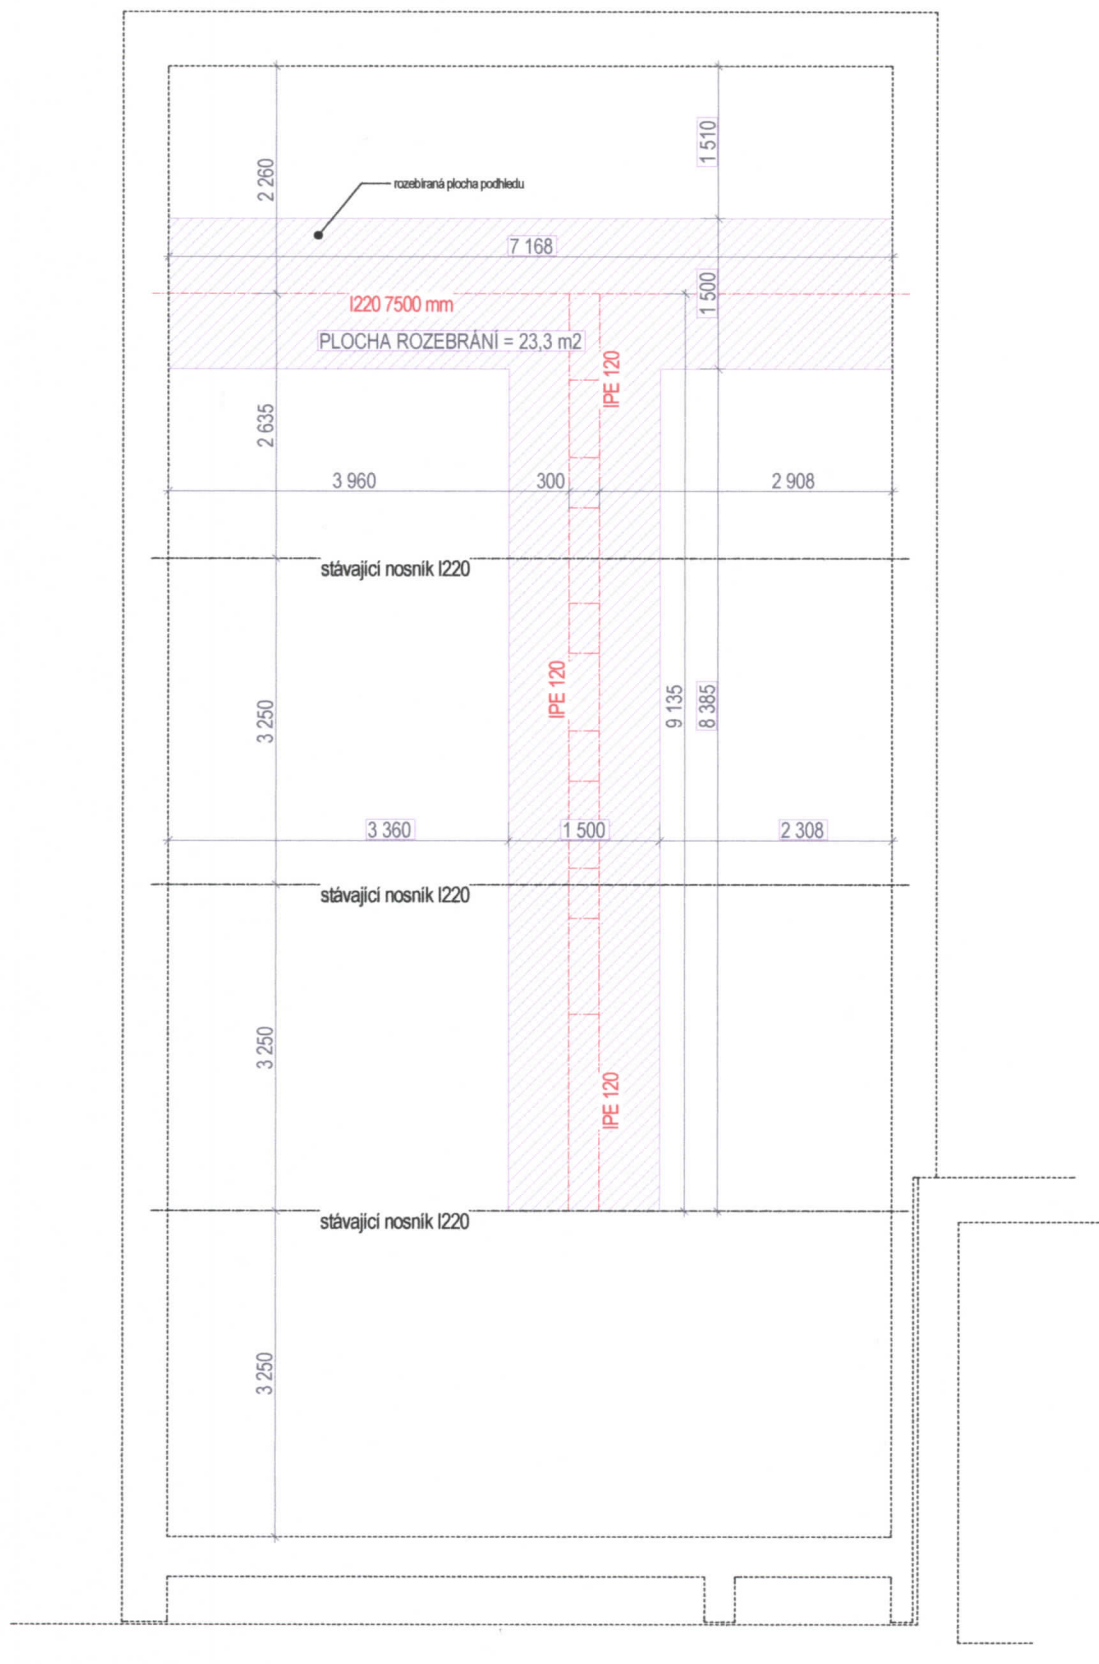 1 510
2 260
rozebíraná plocha podhledu
7 168
1 500
I220 7500 mm
PLOCHA ROZEBRÁNÍ = 23,3 m2
IPE 120
2 635
3 960
300
2 908
stávající nosník I220
IPE 120
9 135
8 385
3 250
3 360
1 500
2 308
stávající nosník I220
3 250
IPE 120
stávající nosník I220
3 250